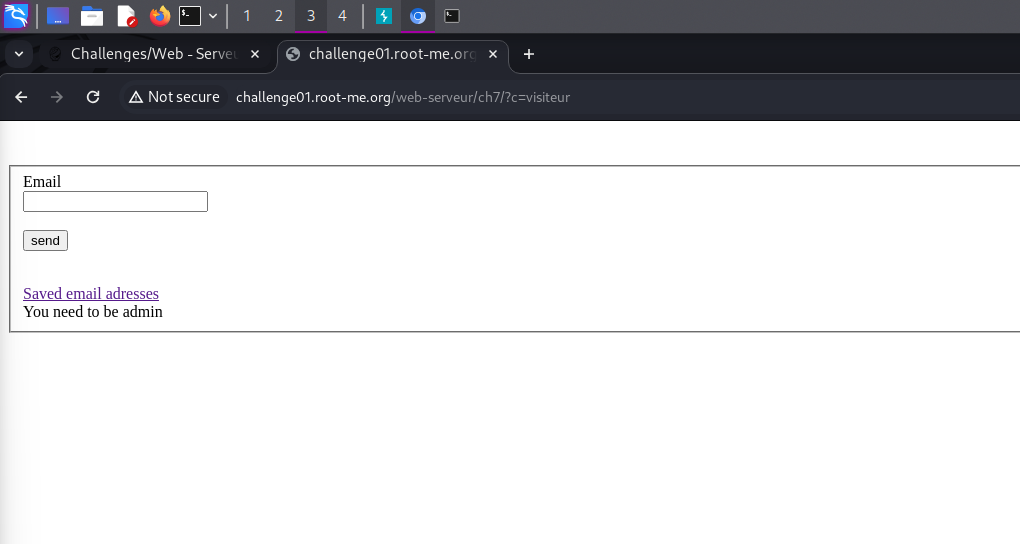 1 2 3 4
Challenges/Web - Serveu
challenge01.root-me.org
Not secure challenge01.root-me.org/web-serveur/ch7/?c=visiteur
Email
send
Saved email adresses
You need to be admin